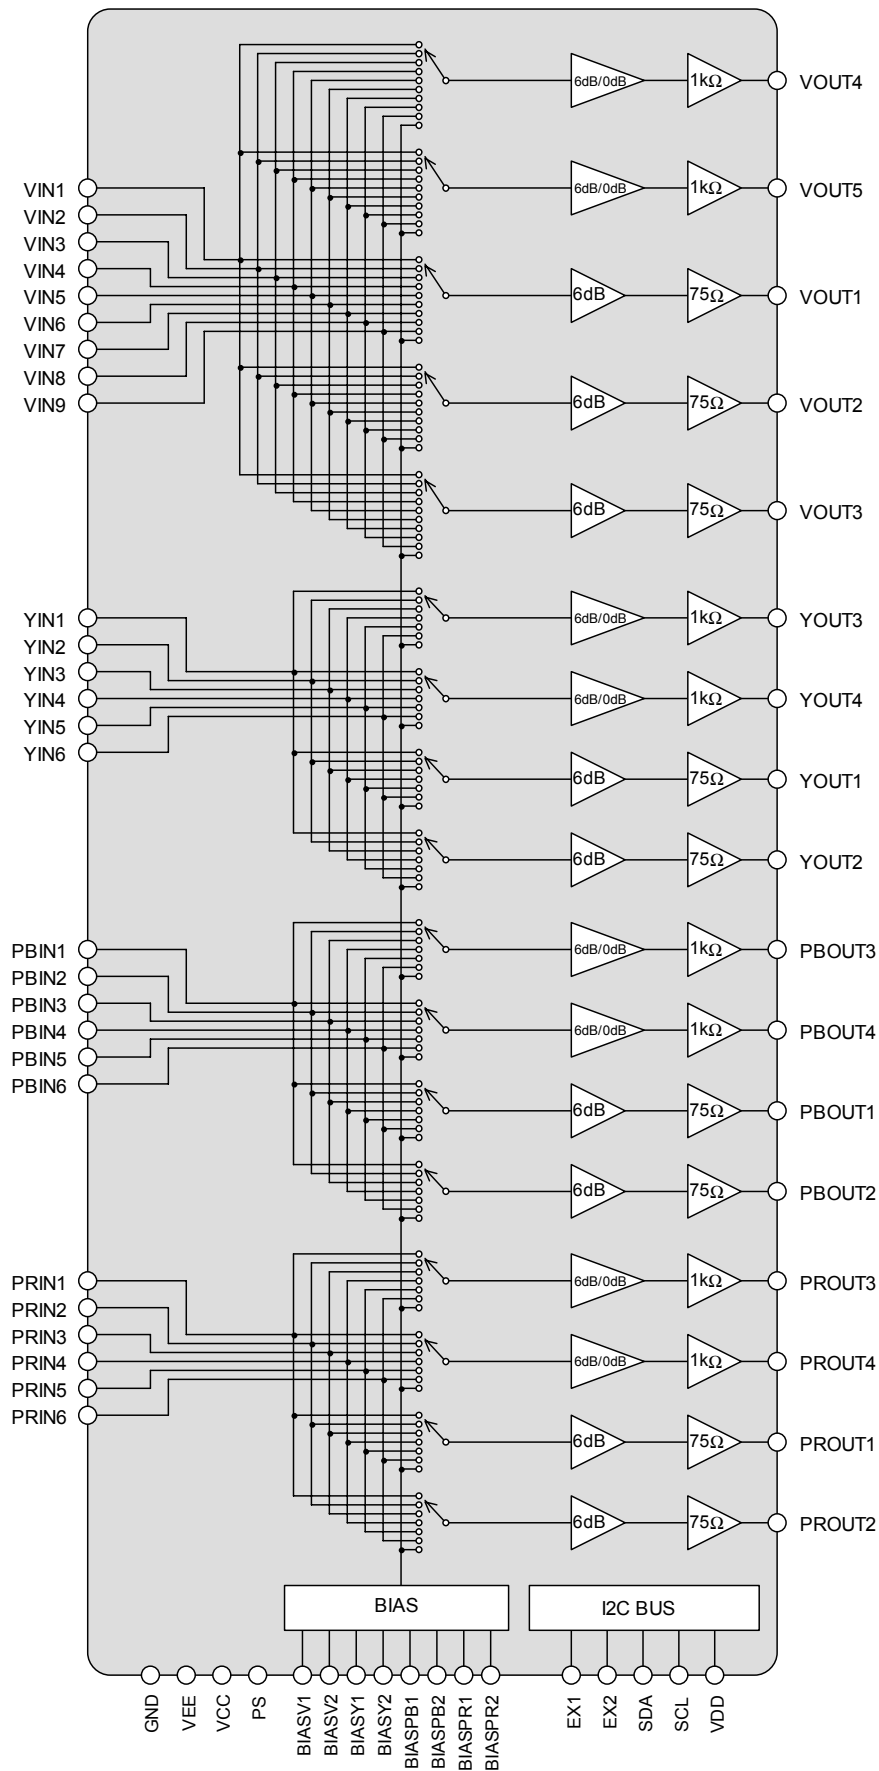 6dB/0dB 1kΩ VOUT4
6dB/0dB 1kΩ VOUT5
6dB 75Ω VOUT1
6dB 75Ω VOUT2
6dB 75Ω VOUT3
VIN1
VIN2
VIN3
VIN4
VIN5
VIN6
VIN7
VIN8
VIN9
6dB/0dB 1kΩ YOUT3
6dB/0dB 1kΩ YOUT4
6dB 75Ω YOUT1
6dB 75Ω YOUT2
YIN1
YIN2
YIN3
YIN4
YIN5
YIN6
6dB/0dB 1kΩ PBOUT3
6dB/0dB 1kΩ PBOUT4
6dB 75Ω PBOUT1
6dB 75Ω PBOUT2
PBIN1
PBIN2
PBIN3
PBIN4
PBIN5
PBIN6
6dB/0dB 1kΩ PROUT3
6dB/0dB 1kΩ PROUT4
6dB 75Ω PROUT1
6dB 75Ω PROUT2
PRIN1
PRIN2
PRIN3
PRIN4
PRIN5
PRIN6
BIAS
I2C BUS
GND
VEE
VCC
PS
BIASV1
BIASV2
BIASY1
BIASY2
BIASPB1
BIASPB2
BIASPR1
BIASPR2
EX1
EX2
SDA
SCL
VDD